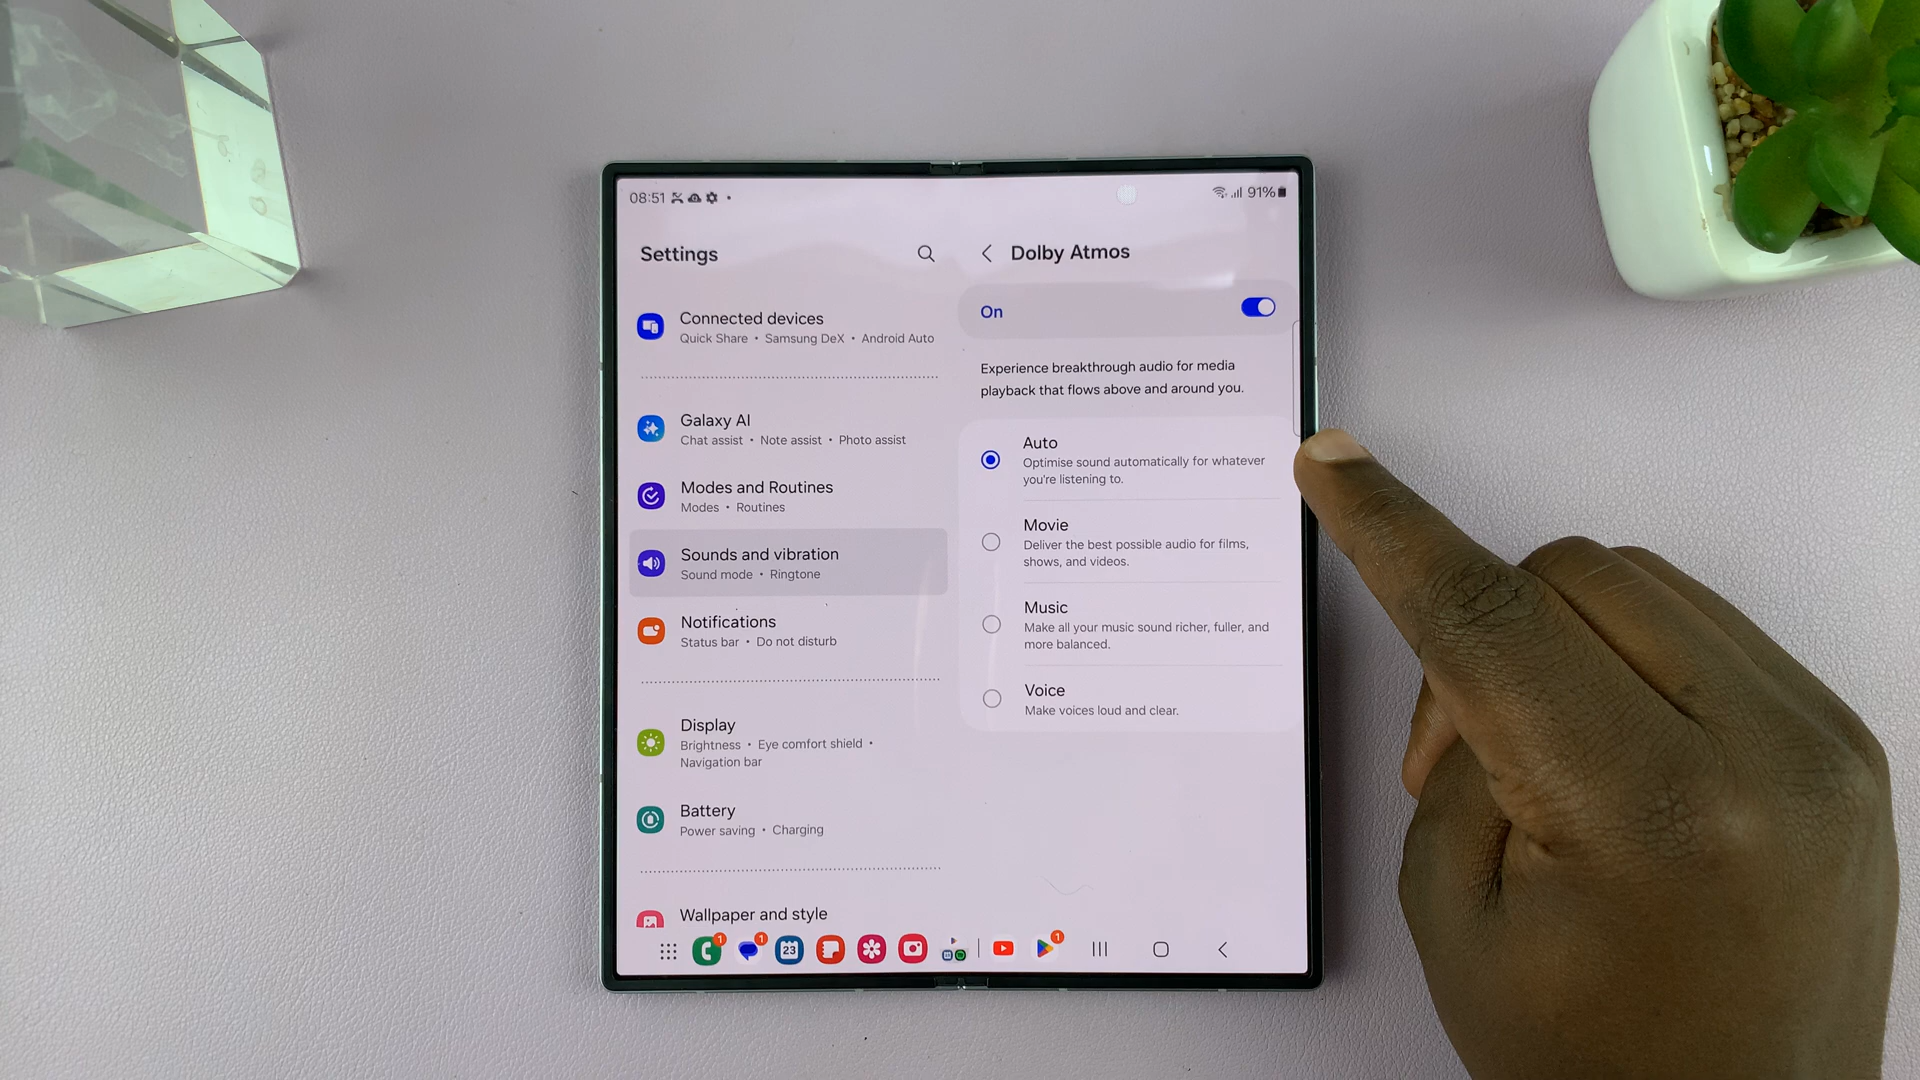 08:51
91%
Settings
Connected devices
Quick Share • Samsung DeX • Android Auto
Galaxy AI
Chat assist • Note assist • Photo assist
Modes and Routines
Modes • Routines
Sounds and vibration
Sound mode • Ringtone
Notifications
Status bar • Do not disturb
Display
Brightness • Eye comfort shield •
Navigation bar
Battery
Power saving • Charging
Wallpaper and style
Dolby Atmos
On
Experience breakthrough audio for media
playback that flows above and around you.
Auto
Optimise sound automatically for whatever
you're listening to.
Movie
Deliver the best possible audio for films,
shows, and videos.
Music
Make all your music sound richer, fuller, and
more balanced.
Voice
Make voices loud and clear.
1
1
23
1